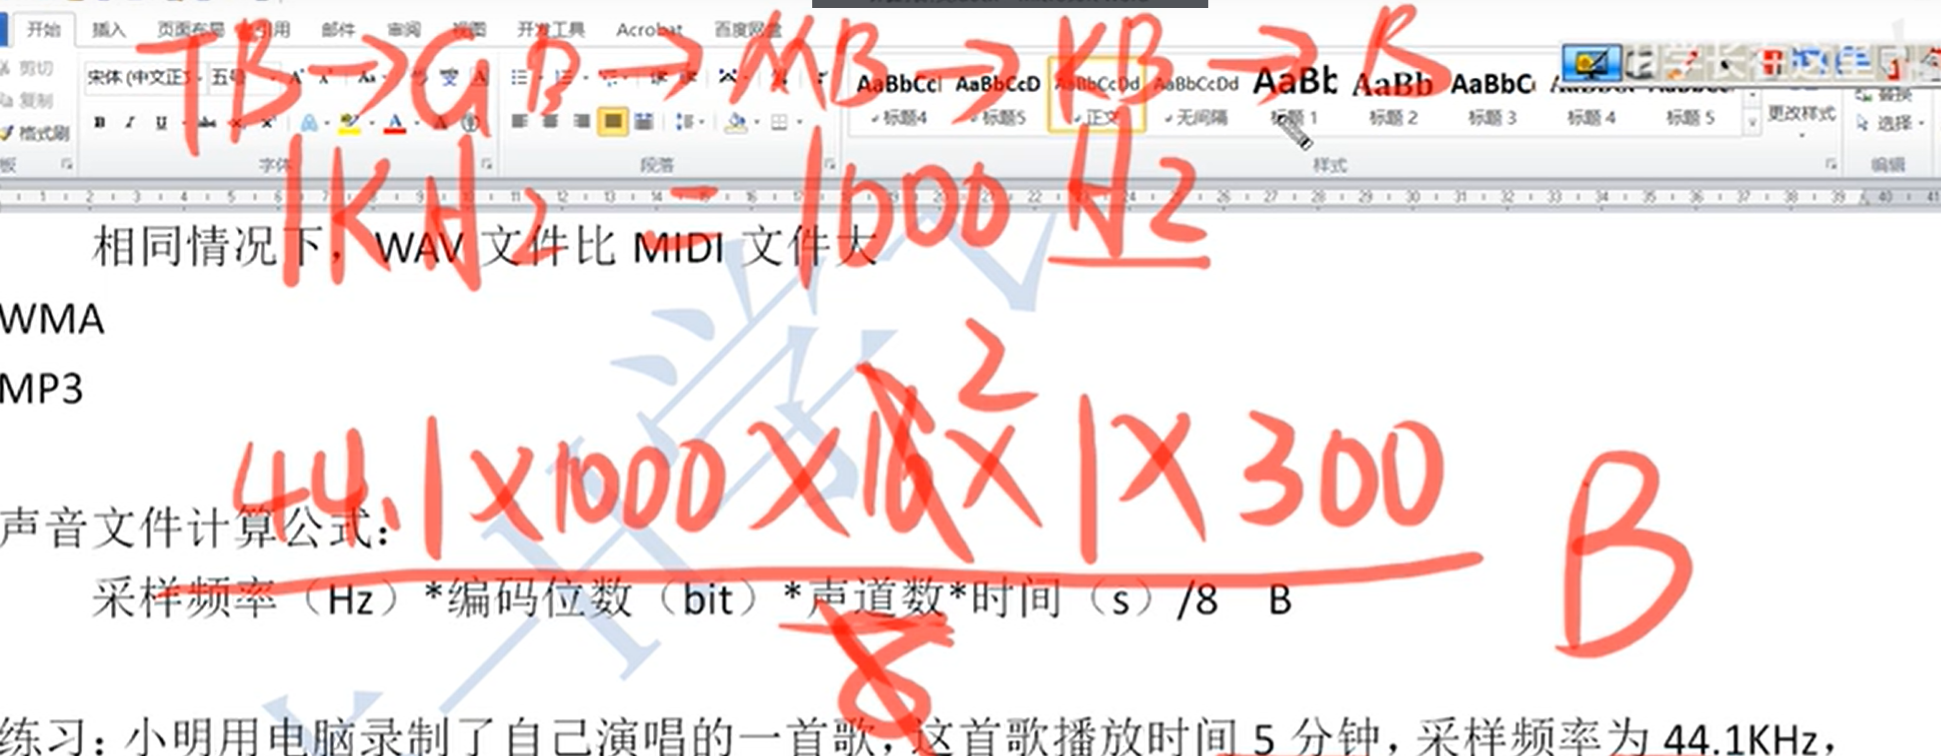 开始 插入 页面布局 引用 邮件 审阅 视图 开发工具 Acrobat 百度网盘
TB→GB→MB→KB→B
剪切 宋体 (中文正 五号
复制 AaBbCcI AaBbCcD AaBbCcDd AaBbCcDd AaBb AaBb AaBbC
格式刷 B I U abc 标题4 标题5 正文 无间隔 标题 1 标题 2 标题 3 标题 4 标题 5 更改样式 替换 选择
板 字体 段落 样式 编辑
1KHz = 1000Hz
相同情况下，WAV 文件比 MIDI 文件大
WMA
MP3
2
44.1×1000×16×1×300 B
声音文件计算公式：
采样频率（Hz）*编码位数（bit）*声道数*时间（s）/8 B
8
练习：小明用电脑录制了自己演唱的一首歌，这首歌播放时间 5 分钟，采样频率为 44.1KHz，